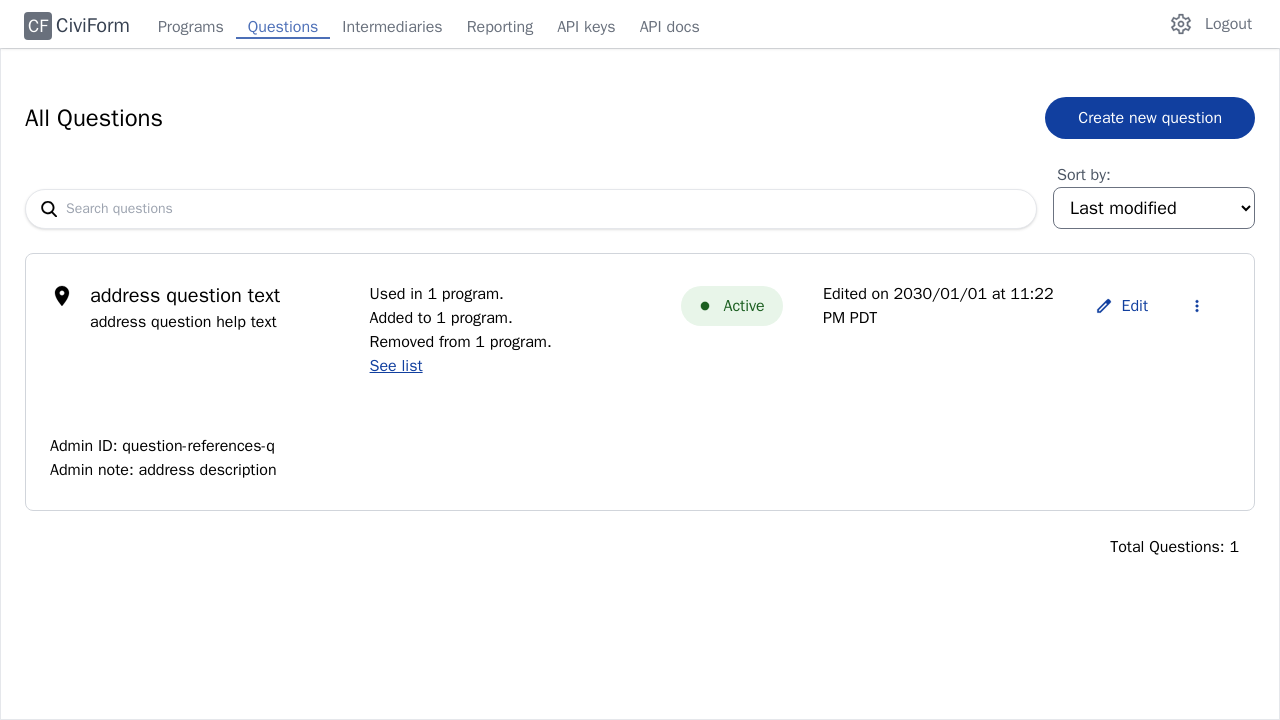 CF CiviForm Programs Questions Intermediaries Reporting API keys API docs Logout
All Questions
Create new question
Sort by:
Search questions
Last modified
address question text
address question help text
Used in 1 program.
Added to 1 program.
Removed from 1 program.
See list
Active
Edited on 2030/01/01 at 11:22
PM PDT
Edit
Admin ID: question-references-q
Admin note: address description
Total Questions: 1